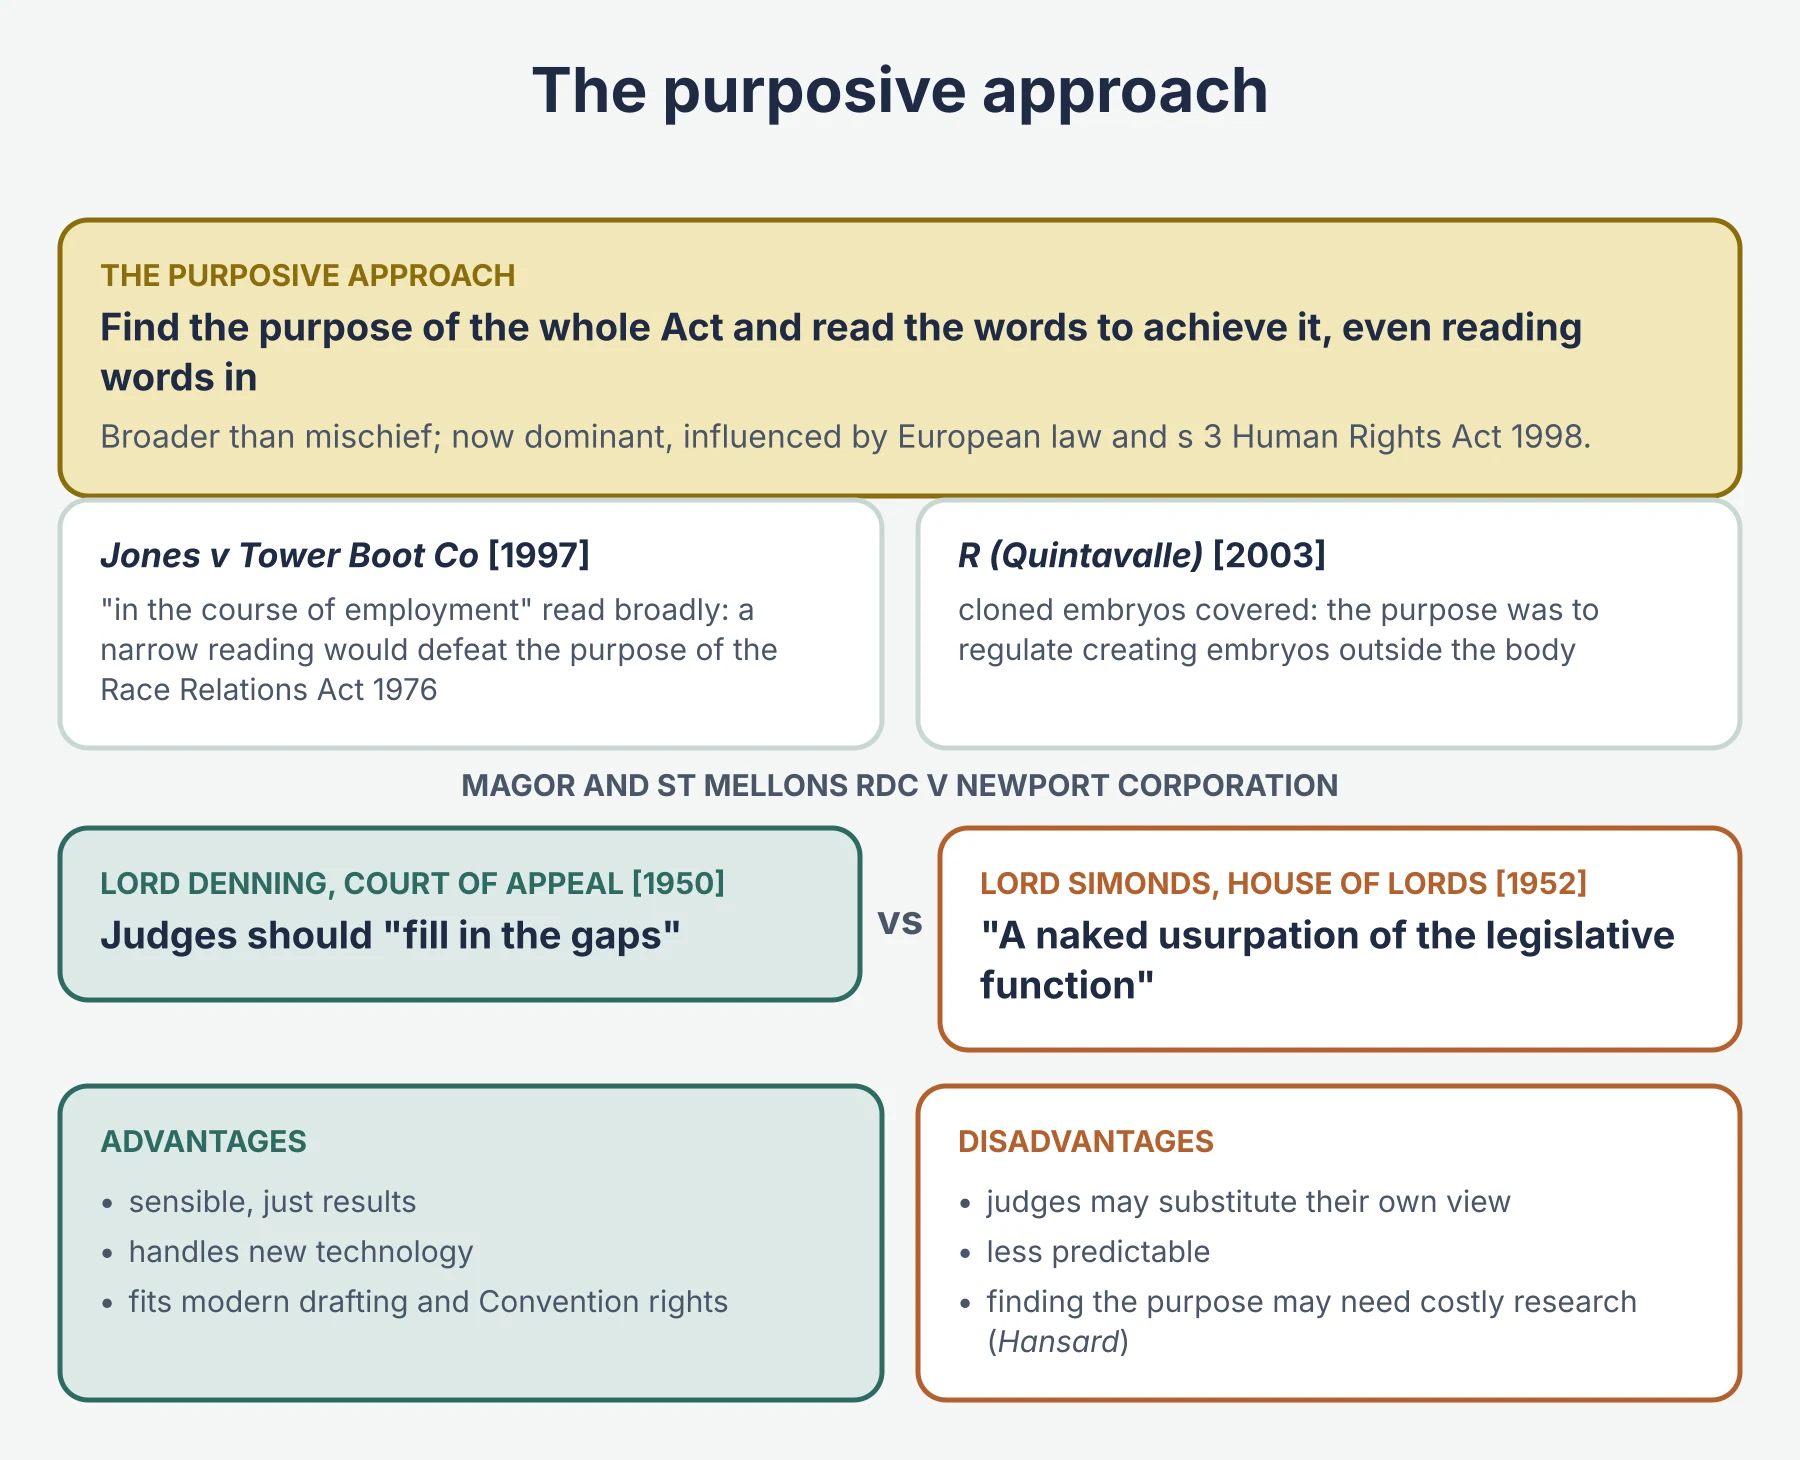 The purposive approach
THE PURPOSIVE APPROACH
Find the purpose of the whole Act and read the words to achieve it, even reading
words in
Broader than mischief; now dominant, influenced by European law and s 3 Human Rights Act 1998.
Jones v Tower Boot Co [1997]
"in the course of employment" read broadly: a
narrow reading would defeat the purpose of the
Race Relations Act 1976
R (Quintavalle) [2003]
cloned embryos covered: the purpose was to
regulate creating embryos outside the body
MAGOR AND ST MELLONS RDC V NEWPORT CORPORATION
LORD DENNING, COURT OF APPEAL [1950]
Judges should "fill in the gaps"
vs
LORD SIMONDS, HOUSE OF LORDS [1952]
"A naked usurpation of the legislative
function"
ADVANTAGES
• sensible, just results
• handles new technology
• fits modern drafting and Convention rights
DISADVANTAGES
• judges may substitute their own view
• less predictable
• finding the purpose may need costly research
(Hansard)